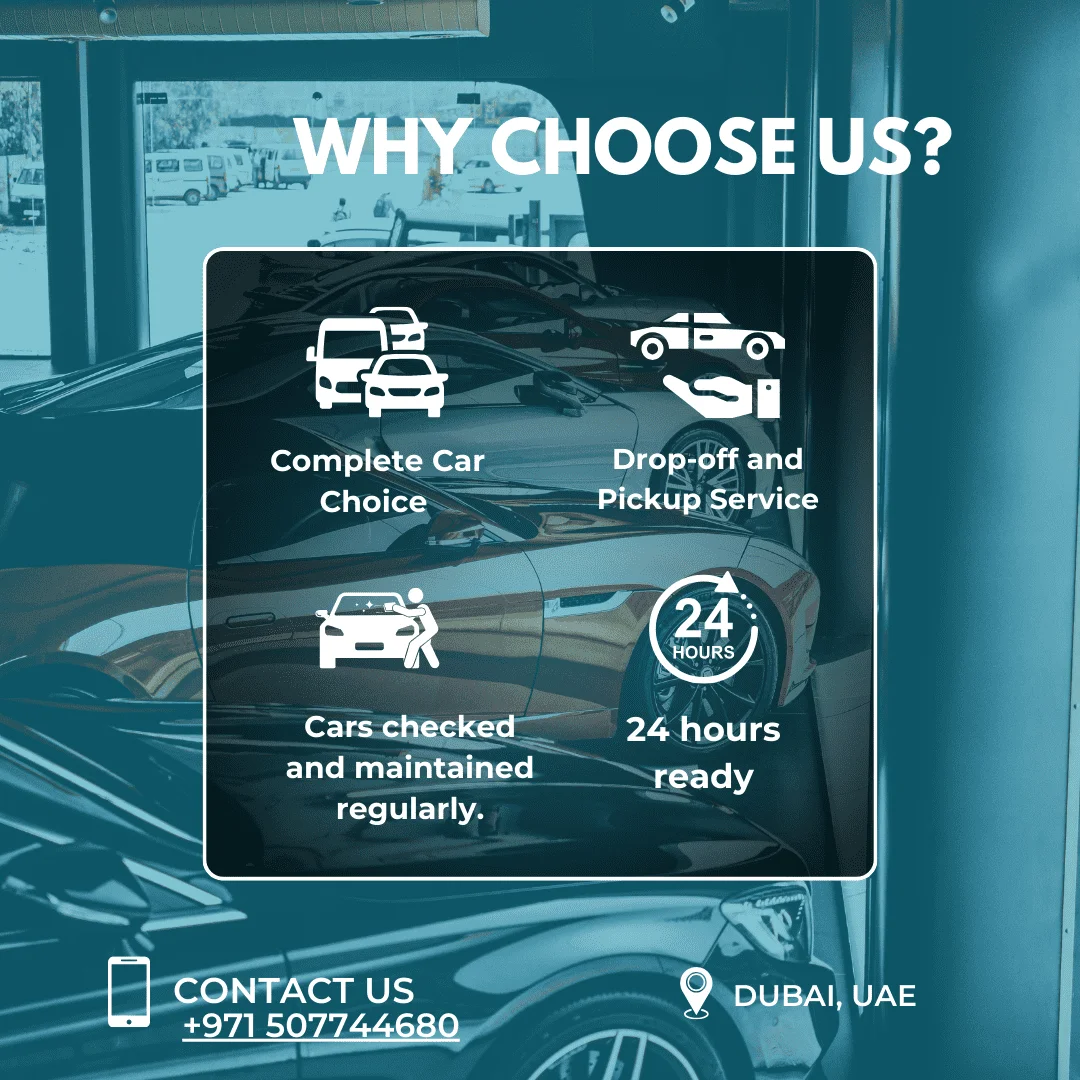 WHY CHOOSE US?
Complete Car
Choice
Drop-off and
Pickup Service
Cars checked
and maintained
regularly.
24
HOURS
24 hours
ready
CONTACT US
+971 507744680
DUBAI, UAE